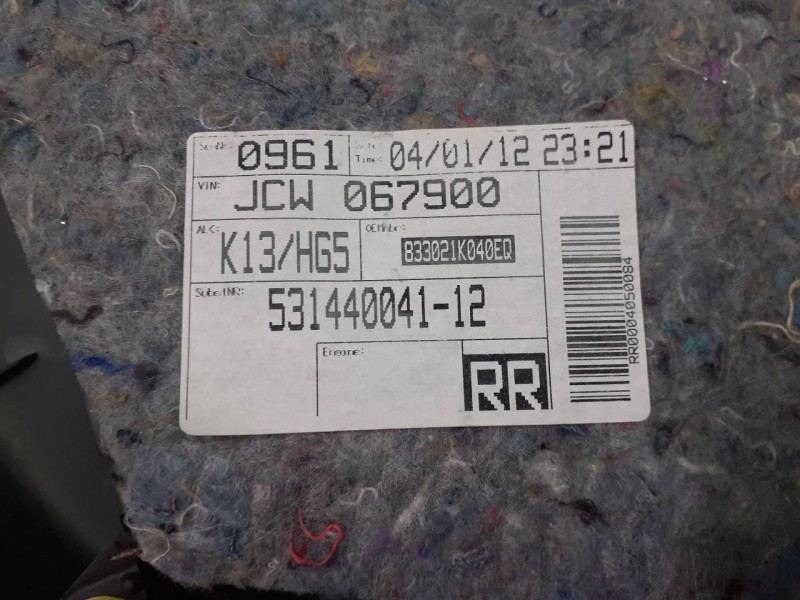 0961 Time: 04/01/12 23:21
VIN: JCW 067900
ALC: K13/HG5
833021K040EQ
531440041-12
RR
RR0004050084